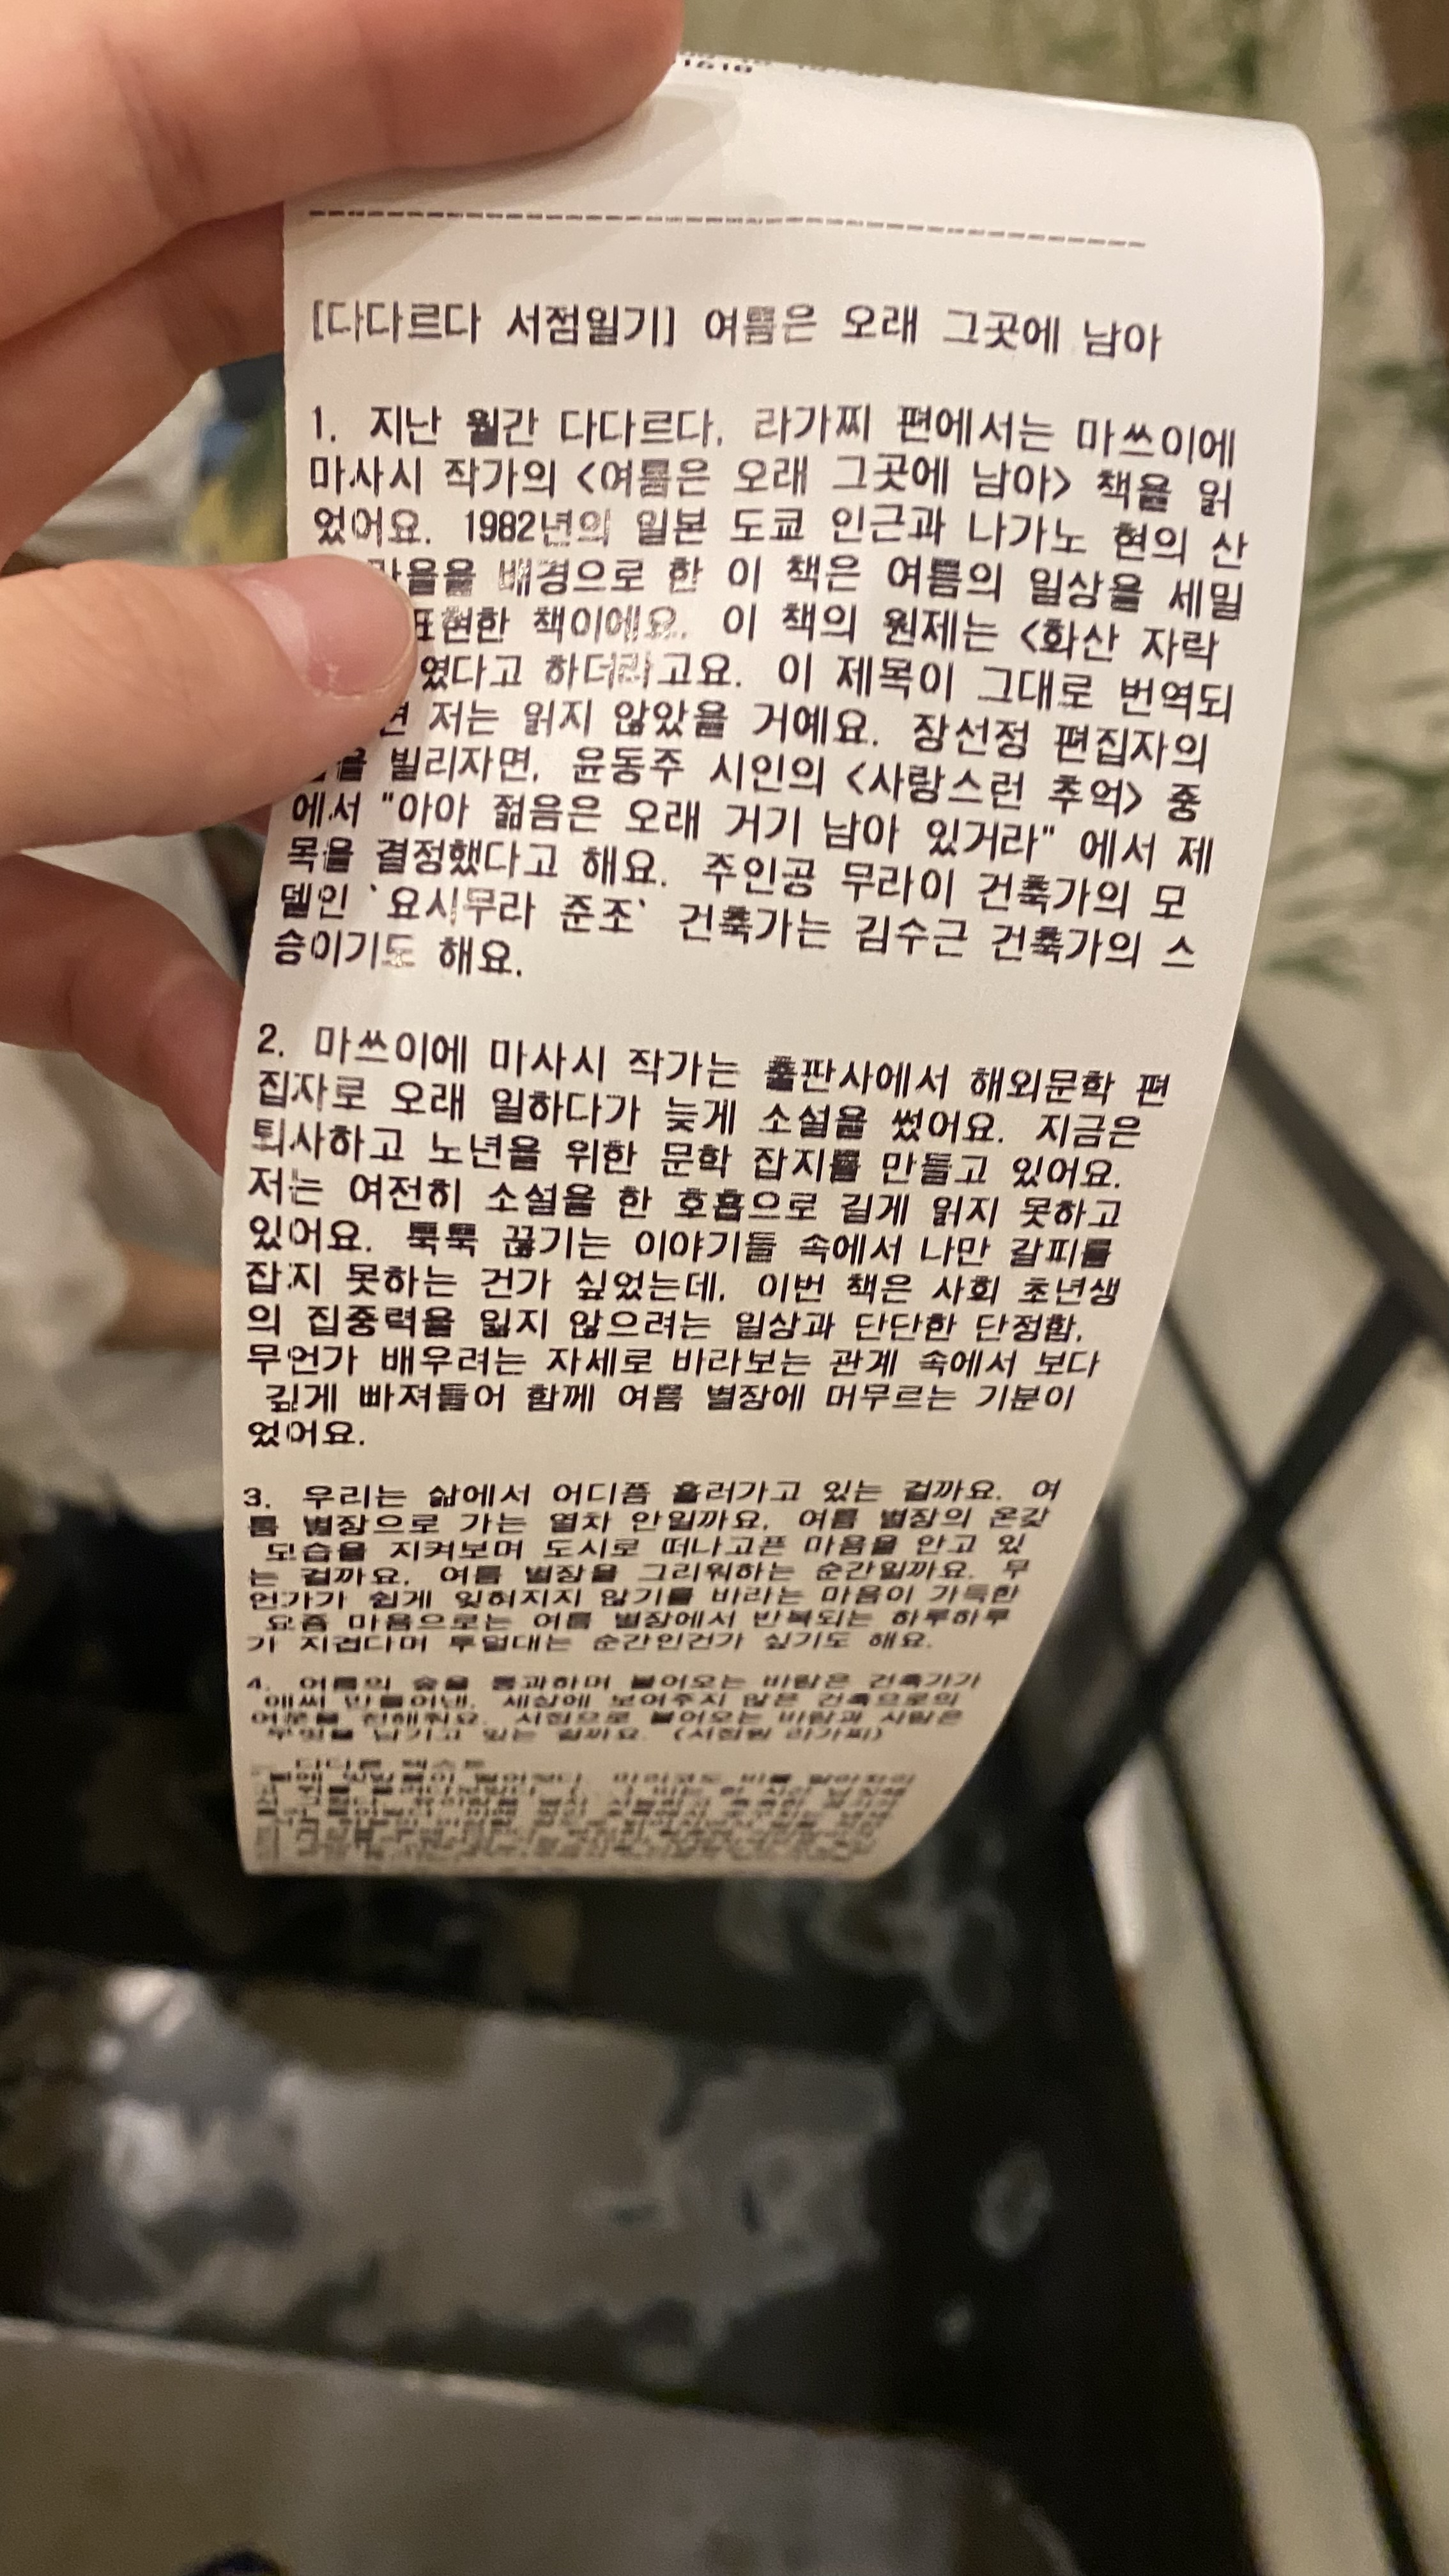 [다다르다 서점일기] 여름은 오래 그곳에 남아
1. 지난 월간 다다르다, 라가찌 편에서는 마쓰이에
마사시 작가의 <여름은 오래 그곳에 남아> 책을 읽
었어요. 1982년의 일본 도쿄 인근과 나가노 현의 산
을을 배경으로 한 이 책은 여름의 일상을 세밀
표현한 책이에요. 이 책의 원제는 <화산 자락
였다고 하더라고요. 이 제목이 그대로 번역되
면 저는 읽지 않았을 거예요. 장선정 편집자의
을 빌리자면, 윤동주 시인의 <사랑스런 추억> 중
에서 "아아 젊음은 오래 거기 남아 있거라" 에서 제
목을 결정했다고 해요. 주인공 무라이 건축가의 모
델인 `요시무라 준조` 건축가는 김수근 건축가의 스
승이기도 해요.
2. 마쓰이에 마사시 작가는 출판사에서 해외문학 편
집자로 오래 일하다가 늦게 소설을 썼어요. 지금은
퇴사하고 노년을 위한 문학 잡지를 만들고 있어요.
저는 여전히 소설을 한 호흡으로 길게 읽지 못하고
있어요. 툭툭 끊기는 이야기들 속에서 나만 갈피를
잡지 못하는 건가 싶었는데, 이번 책은 사회 초년생
의 집중력을 잃지 않으려는 일상과 단단한 단정함,
무언가 배우려는 자세로 바라보는 관계 속에서 보다
깊게 빠져들어 함께 여름 별장에 머무르는 기분이
었어요.
3. 우리는 삶에서 어디쯤 흘러가고 있는 걸까요. 여
름 별장으로 가는 열차 안일까요, 여름 별장의 온갖
모습을 지켜보며 도시로 떠나고픈 마음을 안고 있
는 걸까요. 여름 별장을 그리워하는 순간일까요. 무
언가가 쉽게 잊혀지지 않기를 바라는 마음이 가득한
요즘 마음으로는 여름 별장에서 반복되는 하루하루
가 지겹다며 투덜대는 순간인건가 싶기도 해요.
4. 여름의 숲을 통과하며 불어오는 바람은 건축가가
애써 만들어낸, 세상에 보여주지 않은 건축으로의
여운을 전해줘요. 서점으로 불어오는 바람과 사람은
무엇을 남기고 있는 걸까요. (서점원 라가찌)